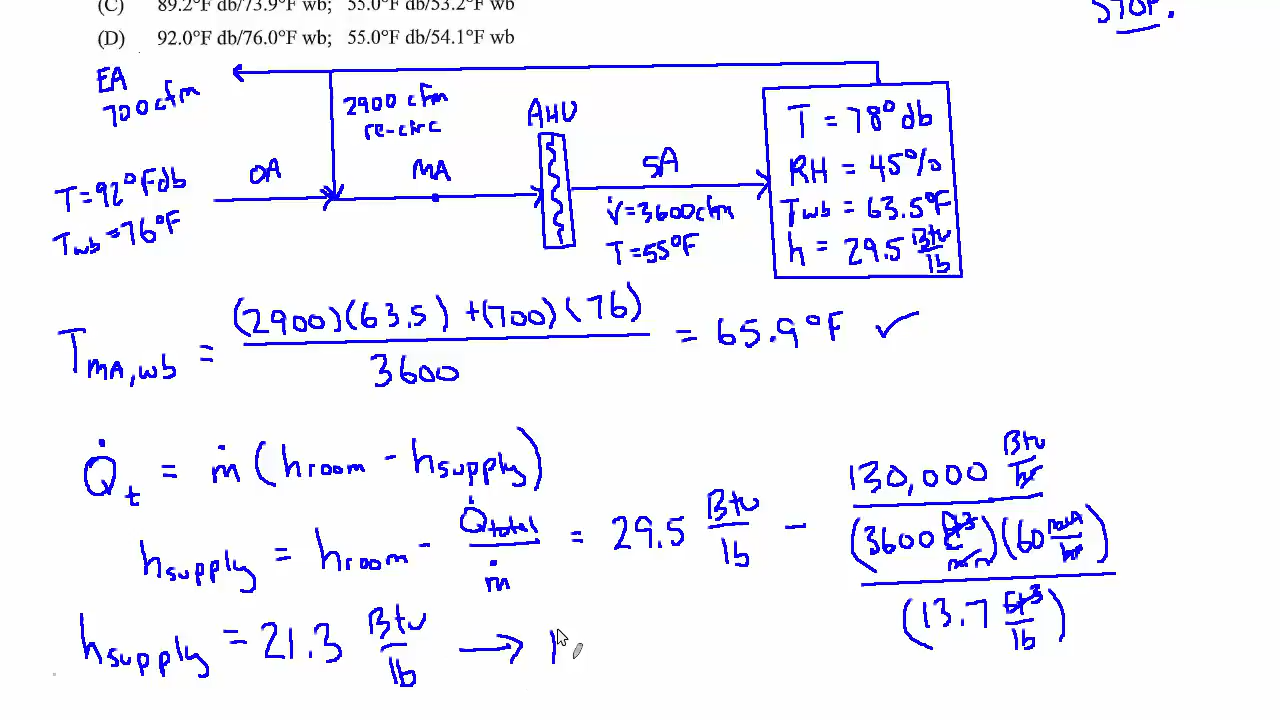 (C) 89.2°F db/73.9°F wb; 55.0°F db/53.2°F wb
STOP.
(D) 92.0°F db/76.0°F wb; 55.0°F db/54.1°F wb
EA
700 cfm
2900 cfm
re-circ
AHU
T = 78° db
RH = 45%
Twb = 63.5°F
h = 29.5 Btu/lb
OA
MA
SA
T = 92°F db
Twb = 76°F
V̇ = 3600 cfm
T = 55°F
T_MA,wb = ((2900)(63.5) + (700)(76))/3600 = 65.9°F ✓
Q̇t = ṁ (hroom - hsupply)
hsupply = hroom - Q̇total/ṁ = 29.5 Btu/lb - 130,000 Btu/hr / ((3600 ft3/min)(60 min/hr) / (13.7 ft3/lb))
hsupply = 21.3 Btu/lb →